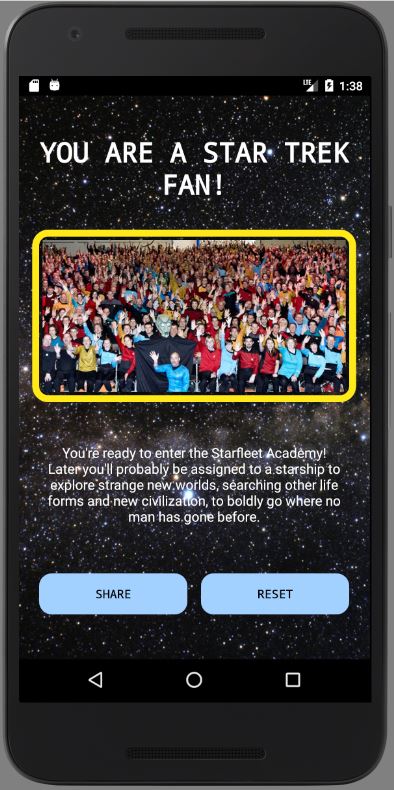 LTE 1:38
YOU ARE A STAR TREK
FAN!
You're ready to enter the Starfleet Academy!
Later you'll probably be assigned to a starship to
explore strange new worlds, searching other life
forms and new civilization, to boldly go where no
man has gone before.
SHARE RESET